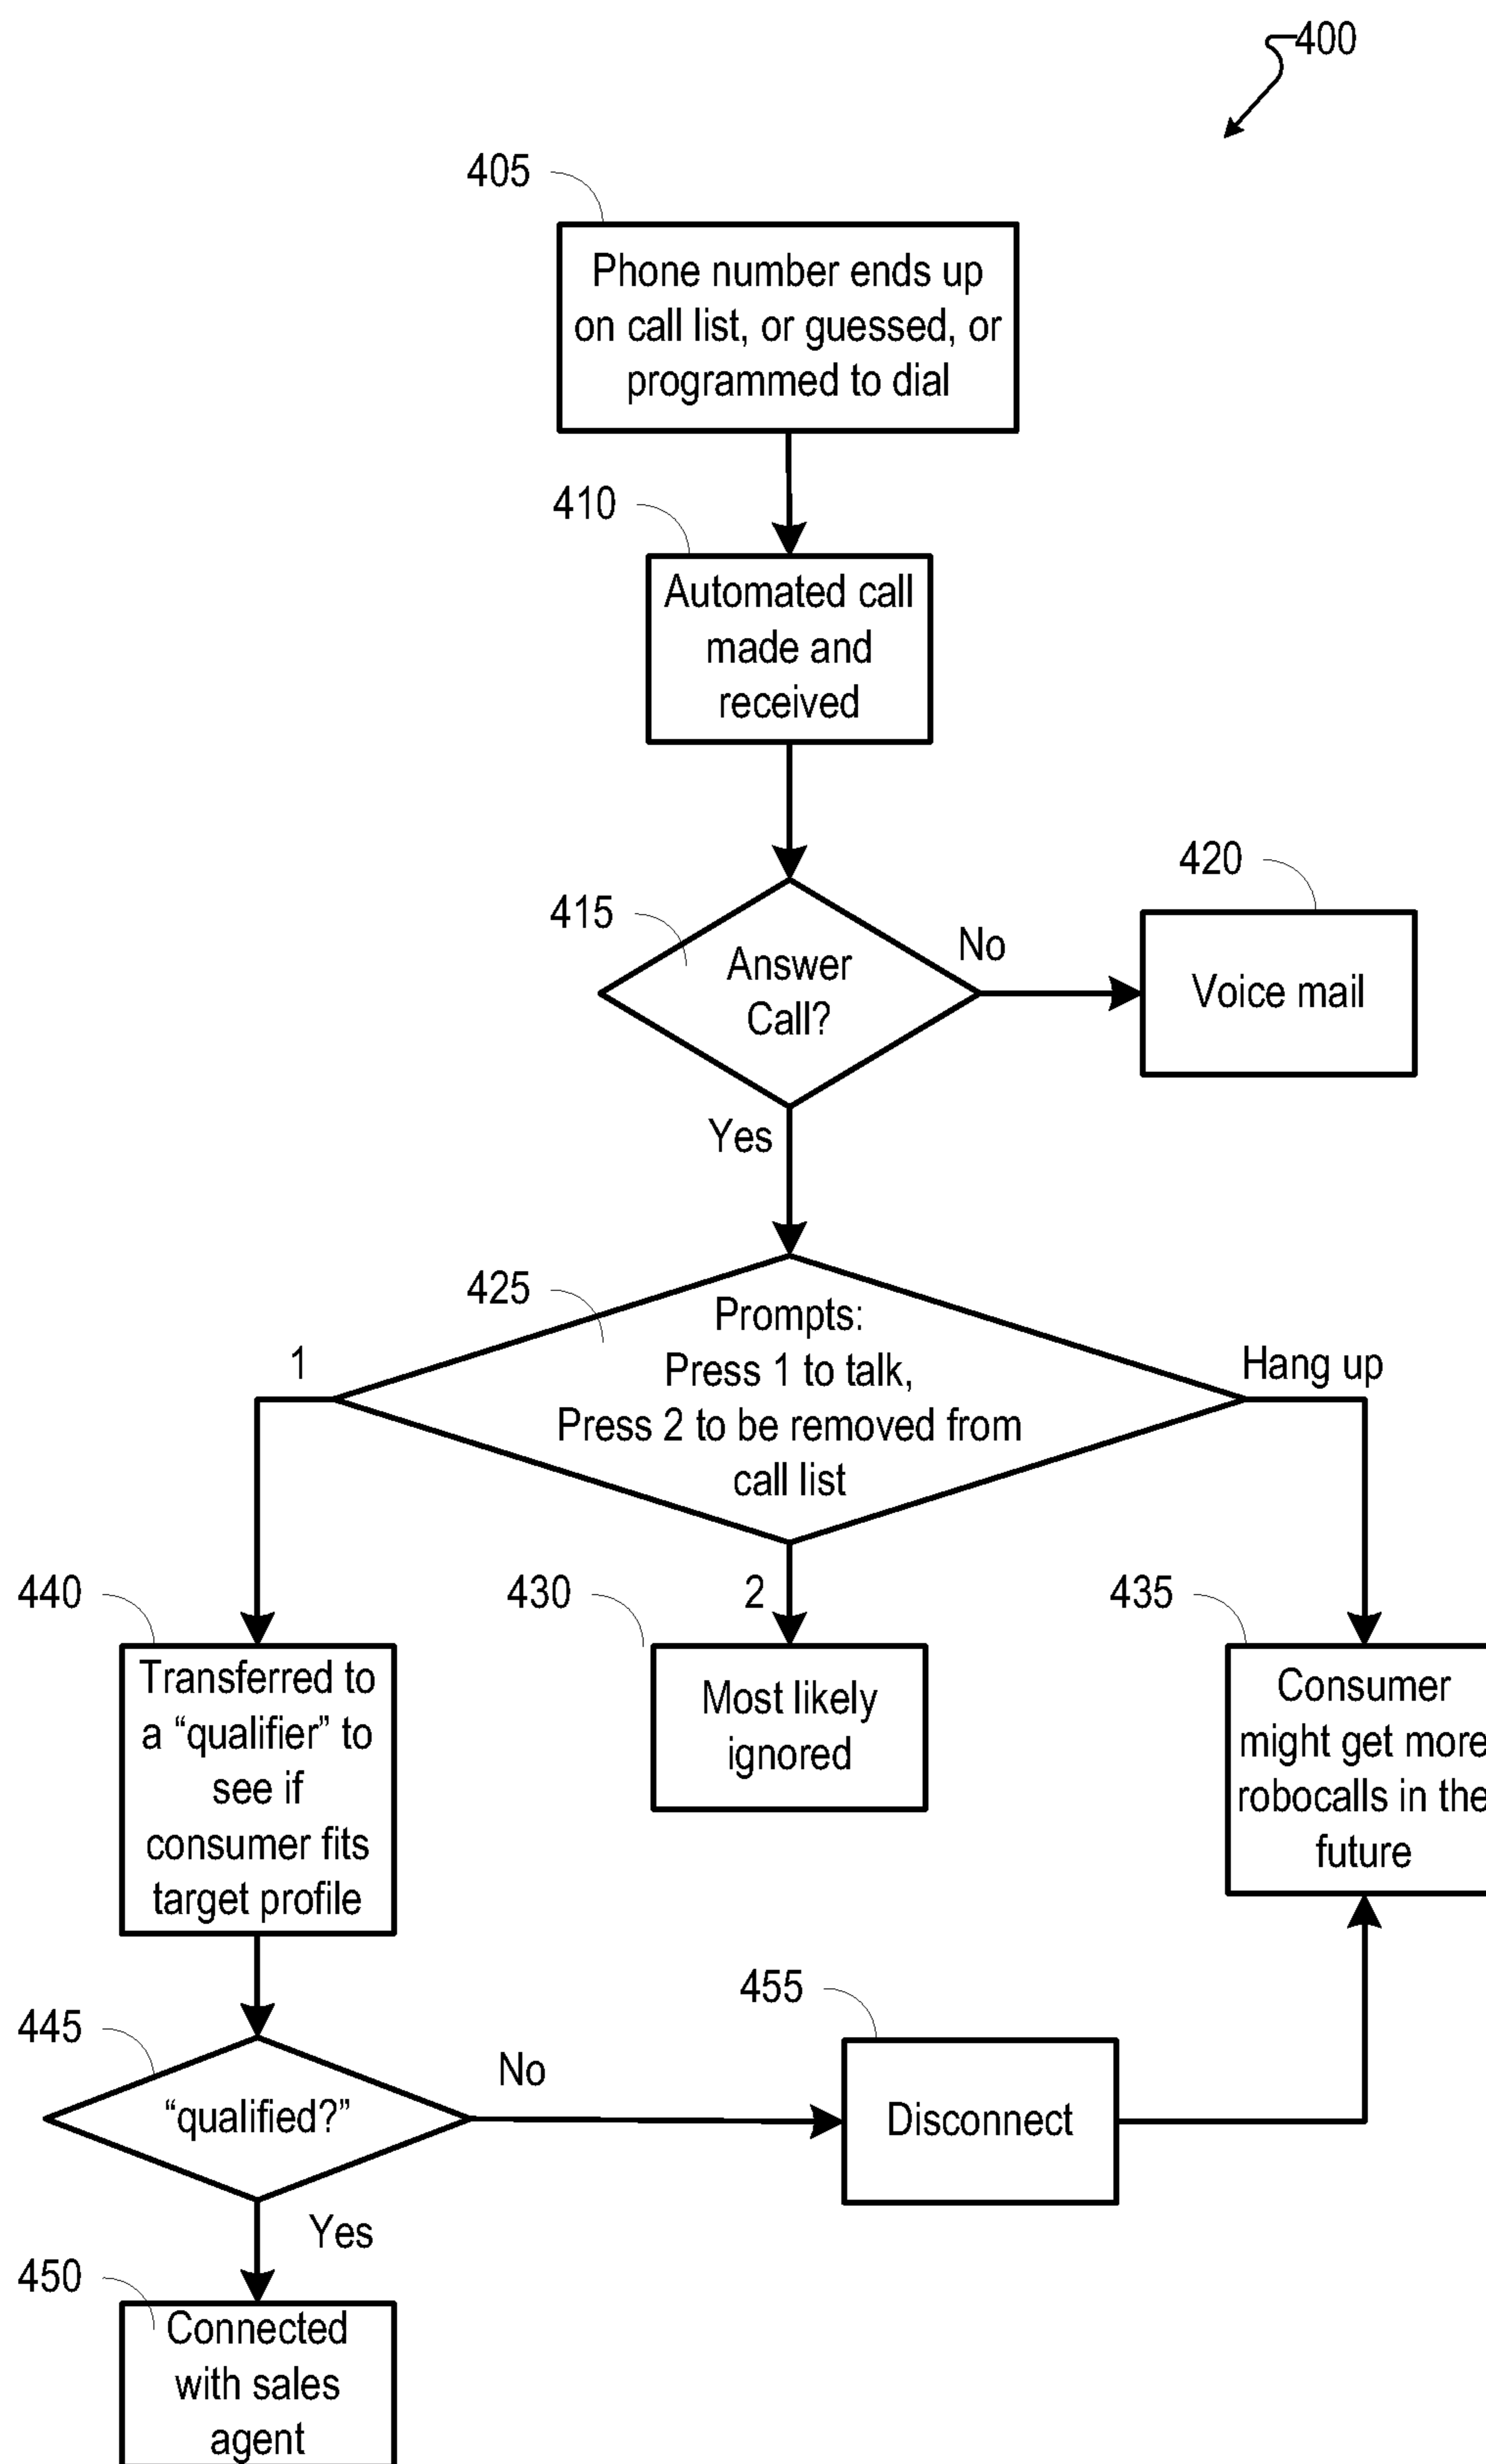 400
405
Phone number ends up
on call list, or guessed, or
programmed to dial
410
Automated call
made and
received
415
Answer
Call?
No
420
Voice mail
Yes
425
Prompts:
Press 1 to talk,
Press 2 to be removed from
call list
1
Hang up
2
440
Transferred to
a “qualifier” to
see if
consumer fits
target profile
430
Most likely
ignored
435
Consumer
might get more
robocalls in the
future
445
“qualified?”
No
455
Disconnect
Yes
450
Connected
with sales
agent